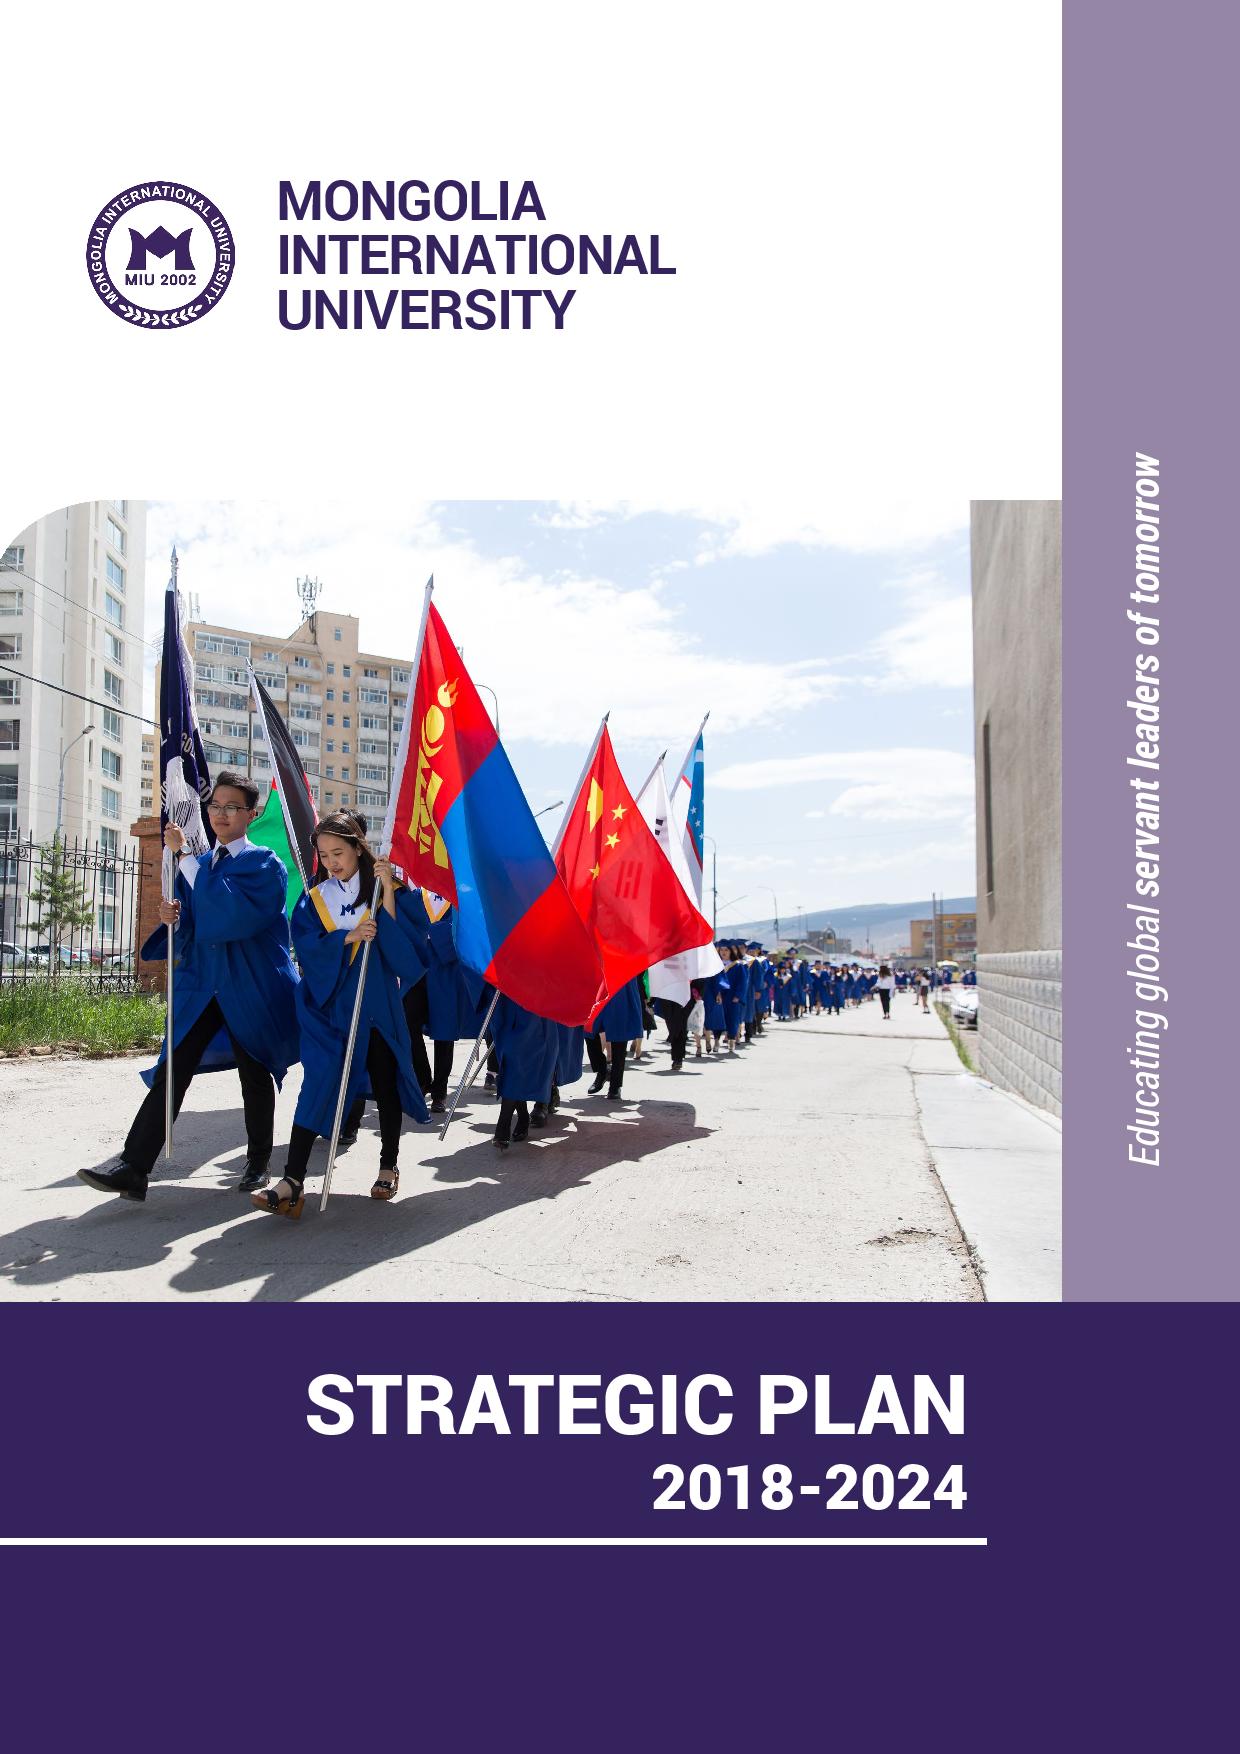 MONGOLIA INTERNATIONAL UNIVERSITY
MIU 2002
MONGOLIA
INTERNATIONAL
UNIVERSITY
Educating global servant leaders of tomorrow
STRATEGIC PLAN
2018-2024